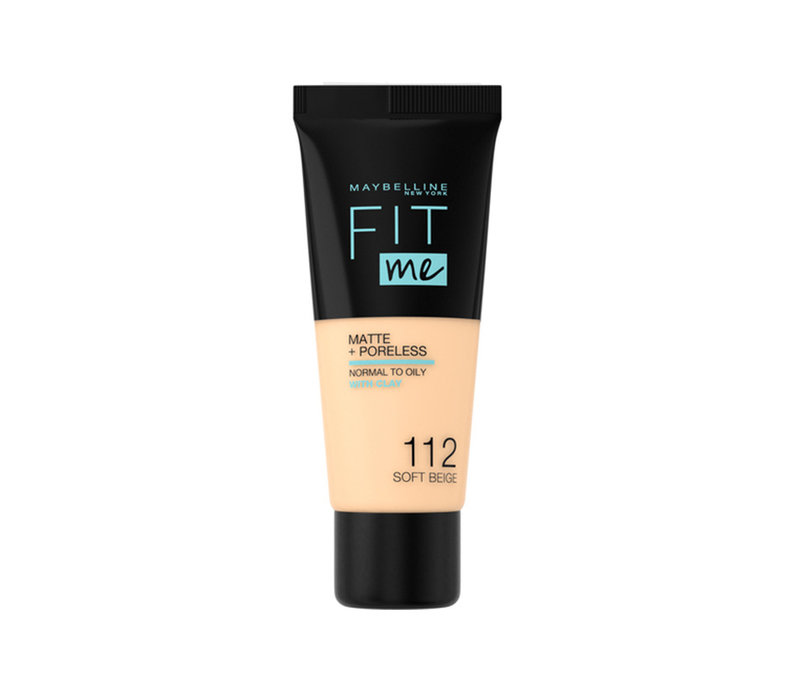 MAYBELLINE
NEW YORK
FIT
me
MATTE
+ PORELESS
NORMAL TO OILY
WITH CLAY
112
SOFT BEIGE